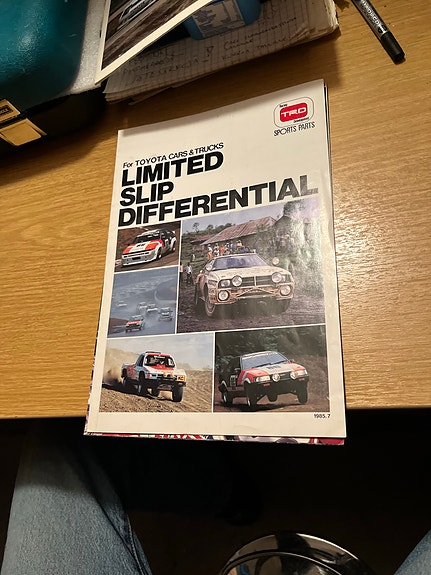 TRD
SPORTS PARTS
For TOYOTA CARS & TRUCKS
LIMITED
SLIP
DIFFERENTIAL
1985.7